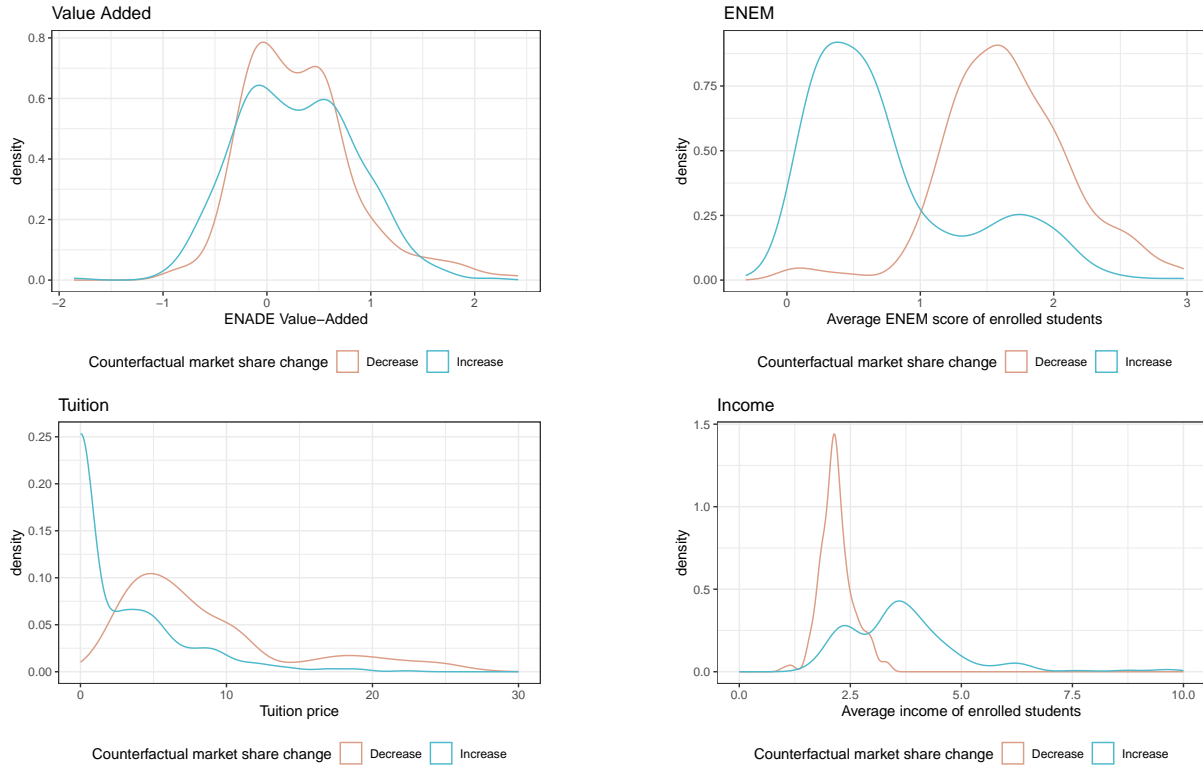 Value Added
0.8
0.6
0.4
0.2
0.0
density
−2 −1 0 1 2
ENADE Value−Added
Counterfactual market share change Decrease Increase
ENEM
0.75
0.50
0.25
0.00
density
0 1 2 3
Average ENEM score of enrolled students
Counterfactual market share change Decrease Increase
Tuition
0.25
0.20
0.15
0.10
0.05
0.00
density
0 10 20 30
Tuition price
Counterfactual market share change Decrease Increase
Income
1.5
1.0
0.5
0.0
density
0.0 2.5 5.0 7.5 10.0
Average income of enrolled students
Counterfactual market share change Decrease Increase